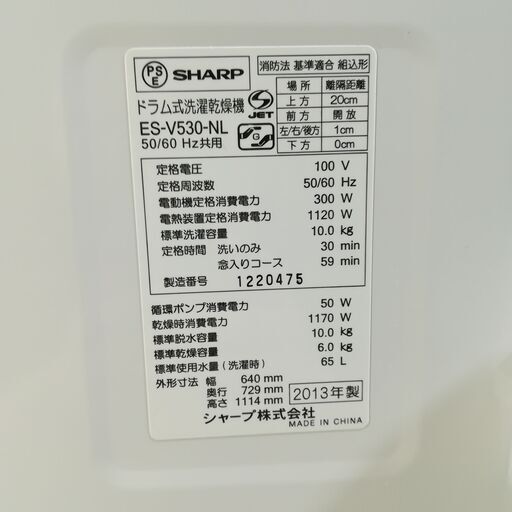 PS
E
SHARP
ドラム式洗濯乾燥機
ES-V530-NL
50/60 Hz共用
S
JET
G
消防法 基準適合 組込形
場所 離隔距離
上方 20cm
前方 開放
左/右/後方 1cm
下方 0cm
定格電圧 100 V
定格周波数 50/60 Hz
電動機定格消費電力 300 W
電熱装置定格消費電力 1120 W
標準洗濯容量 10.0 kg
定格時間 洗いのみ 30 min
念入りコース 59 min
製造番号 1220475
循環ポンプ消費電力 50 W
乾燥時消費電力 1170 W
標準脱水容量 10.0 kg
標準乾燥容量 6.0 kg
標準使用水量 (洗濯時) 65 L
外形寸法 幅 640 mm
奥行 729 mm
高さ 1114 mm
2013年製
シャープ株式会社
MADE IN CHINA